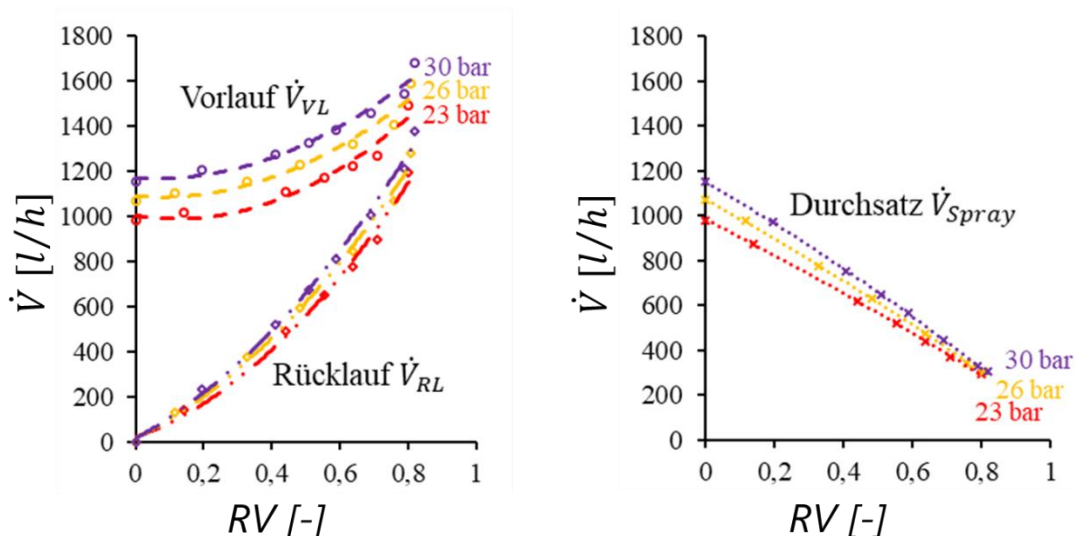 1800
1600
1400
1200
1000
800
600
400
200
0
V̇ [l/h]
Vorlauf V̇_VL
30 bar
26 bar
23 bar
Rücklauf V̇_RL
0 0,2 0,4 0,6 0,8 1
RV [-]
1800
1600
1400
1200
1000
800
600
400
200
0
V̇ [l/h]
Durchsatz V̇_Spray
30 bar
26 bar
23 bar
0 0,2 0,4 0,6 0,8 1
RV [-]